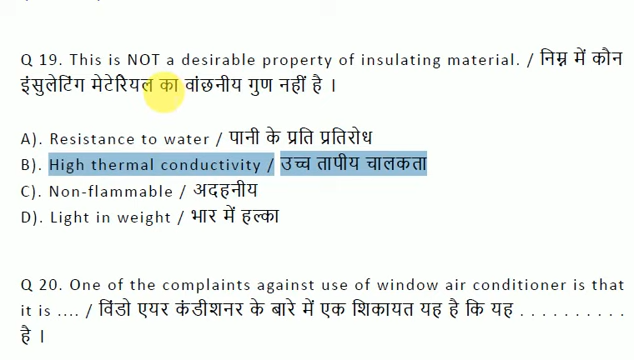 Q 19. This is NOT a desirable property of insulating material. / निम्न में कौन
इंसुलेटिंग मेटेरियल का वांछनीय गुण नहीं है ।
A). Resistance to water / पानी के प्रति प्रतिरोध
B). High thermal conductivity / उच्च तापीय चालकता
C). Non-flammable / अदहनीय
D). Light in weight / भार में हल्का
Q 20. One of the complaints against use of window air conditioner is that
it is .... / विंडो एयर कंडीशनर के बारे में एक शिकायत यह है कि यह . . . . . . . . . .
है ।